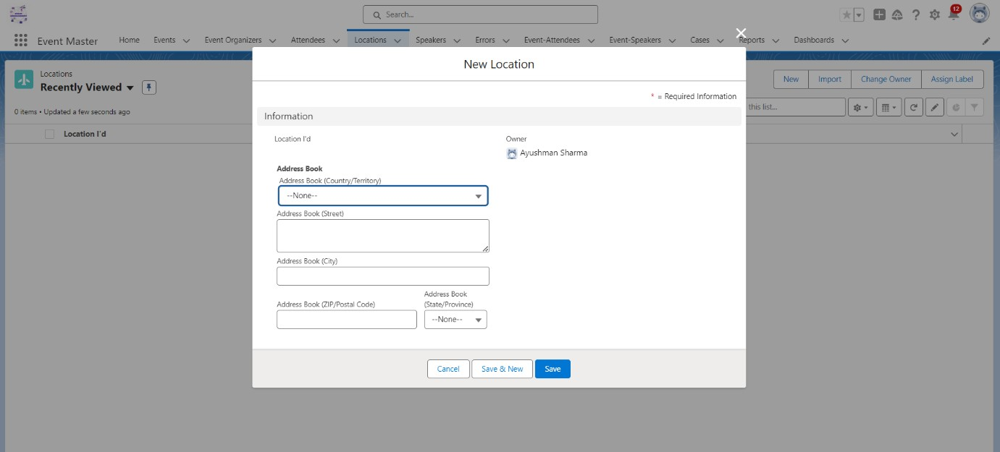 Search...
12
Event Master
Home
Events
Event Organizers
Attendees
Locations
Speakers
Errors
Event-Attendees
Event-Speakers
Cases
Reports
Dashboards
Locations
Recently Viewed
0 items • Updated a few seconds ago
New
Import
Change Owner
Assign Label
this list...
Location I'd
New Location
* = Required Information
Information
Location I'd
Owner
Ayushman Sharma
Address Book
Address Book (Country/Territory)
--None--
Address Book (Street)
Address Book (City)
Address Book (ZIP/Postal Code)
Address Book
(State/Province)
--None--
Cancel
Save & New
Save